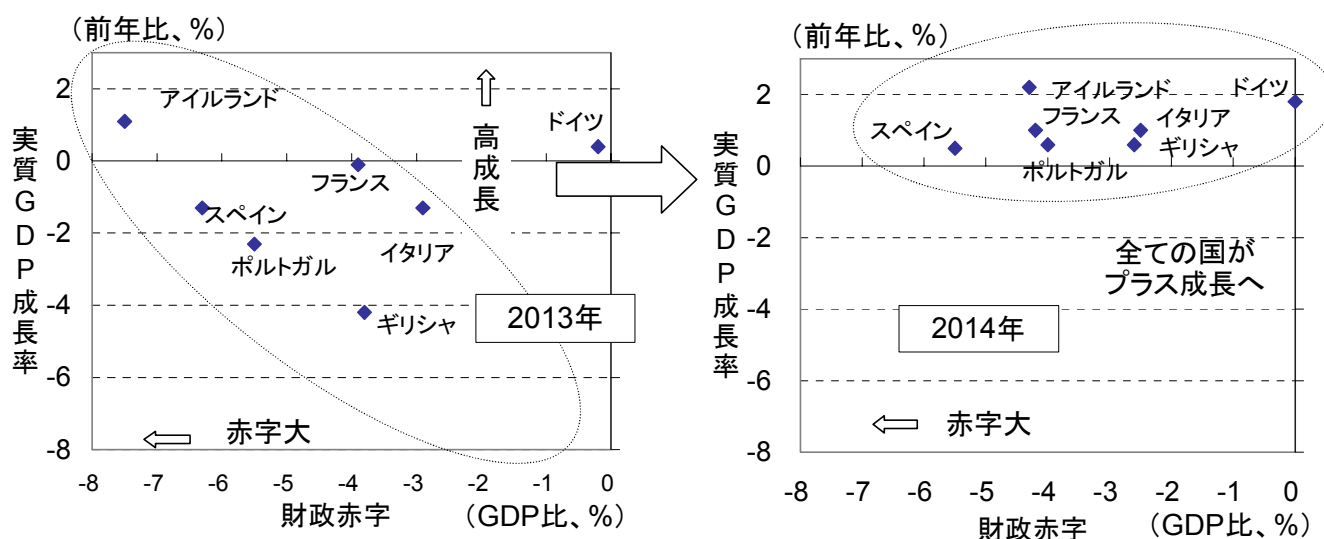 (前年比、%)
2
0
-2
-4
-6
-8
実質GDP成長率
アイルランド
高成長
ドイツ
フランス
スペイン
イタリア
ポルトガル
ギリシャ
2013年
赤字大
-8 -7 -6 -5 -4 -3 -2 -1 0
財政赤字 (GDP比、%)
(前年比、%)
2
0
-2
-4
-6
-8
実質GDP成長率
アイルランド
ドイツ
スペイン
フランス
イタリア
ギリシャ
ポルトガル
全ての国が
プラス成長へ
2014年
赤字大
-8 -7 -6 -5 -4 -3 -2 -1 0
財政赤字 (GDP比、%)